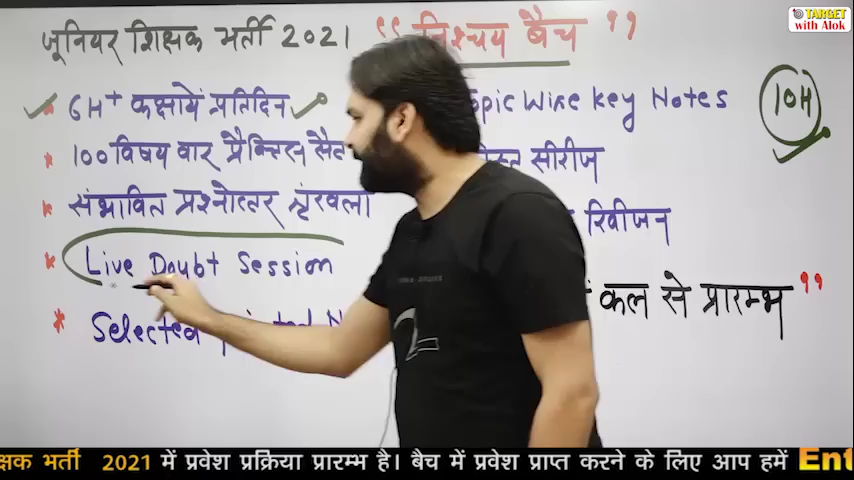 TARGET
with Alok
जूनियर शिक्षक भर्ती 2021 "निश्चय बैच"
* 6H+ कक्षायें प्रतिदिन
Wise Key Notes
10H
* 100 विषय वार प्रैक्टिस सैट
सीरीज
* संभावित प्रश्नोत्तर श्रृंखला
रिवीजन
* Live Doubt Session
कल से प्रारम्भ"
* Selected
क्षक भर्ती 2021 में प्रवेश प्रक्रिया प्रारम्भ है। बैच में प्रवेश प्राप्त करने के लिए आप हमें Ent